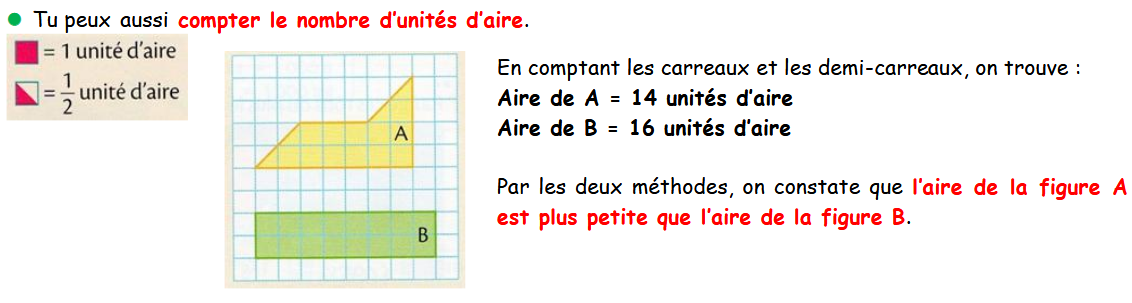 ● Tu peux aussi compter le nombre d'unités d'aire.
= 1 unité d'aire
= 1/2 unité d'aire
A
B
En comptant les carreaux et les demi-carreaux, on trouve :
Aire de A = 14 unités d'aire
Aire de B = 16 unités d'aire
Par les deux méthodes, on constate que l'aire de la figure A
est plus petite que l'aire de la figure B.